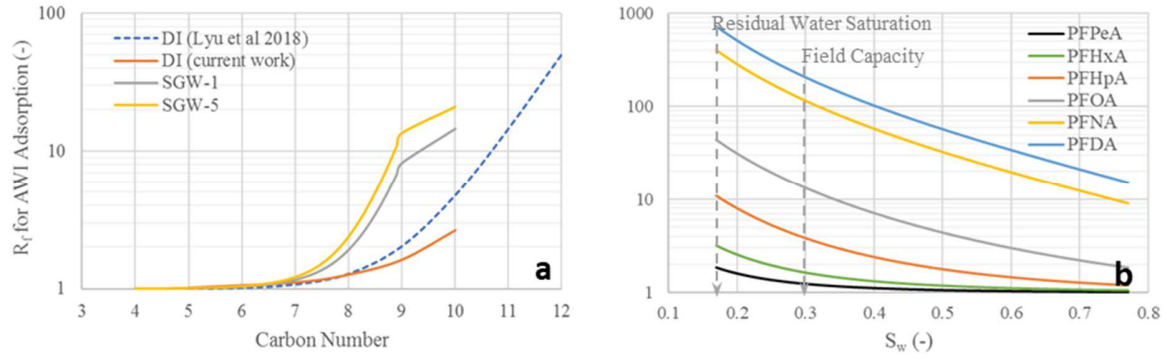 100
10
1
R_f for AWI Adsorption (-)
DI (Lyu et al 2018)
DI (current work)
SGW-1
SGW-5
a
3 4 5 6 7 8 9 10 11 12
Carbon Number
1000
100
10
1
Residual Water Saturation
Field Capacity
PFPeA
PFHxA
PFHpA
PFOA
PFNA
PFDA
b
0.1 0.2 0.3 0.4 0.5 0.6 0.7 0.8
S_w (-)